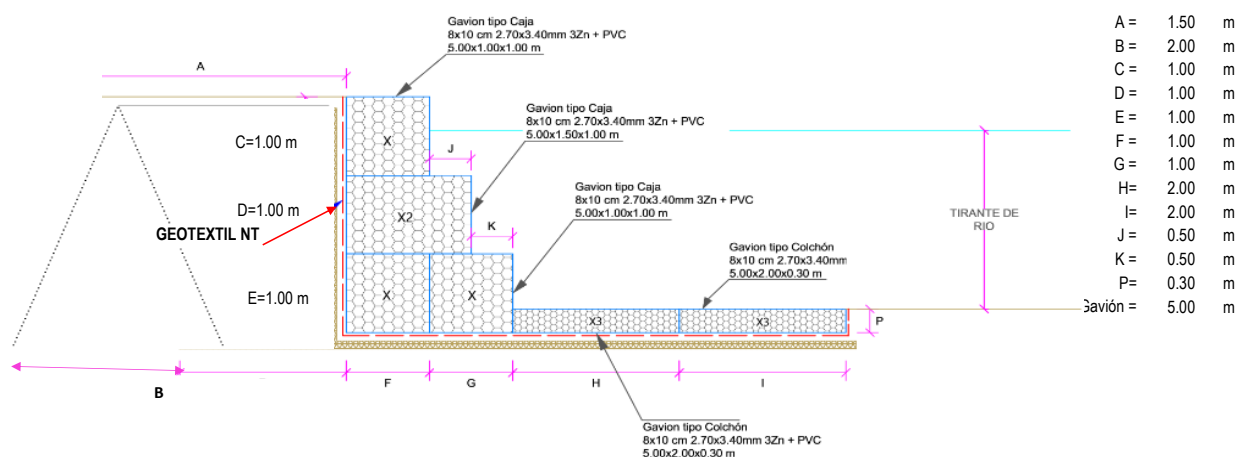 Gavion tipo Caja
8x10 cm 2.70x3.40mm 3Zn + PVC
5.00x1.00x1.00 m
A
Gavion tipo Caja
8x10 cm 2.70x3.40mm 3Zn + PVC
5.00x1.50x1.00 m
C=1.00 m
X
J
Gavion tipo Caja
8x10 cm 2.70x3.40mm 3Zn + PVC
5.00x1.00x1.00 m
D=1.00 m
X2
K
GEOTEXTIL NT
TIRANTE DE
RIO
Gavion tipo Colchón
8x10 cm 2.70x3.40mm
5.00x2.00x0.30 m
E=1.00 m
X
X
X3
X3
P
B
F
G
H
I
Gavion tipo Colchón
8x10 cm 2.70x3.40mm 3Zn + PVC
5.00x2.00x0.30 m
A = 1.50 m
B = 2.00 m
C = 1.00 m
D = 1.00 m
E = 1.00 m
F = 1.00 m
G = 1.00 m
H= 2.00 m
I= 2.00 m
J = 0.50 m
K = 0.50 m
P= 0.30 m
Gavión = 5.00 m